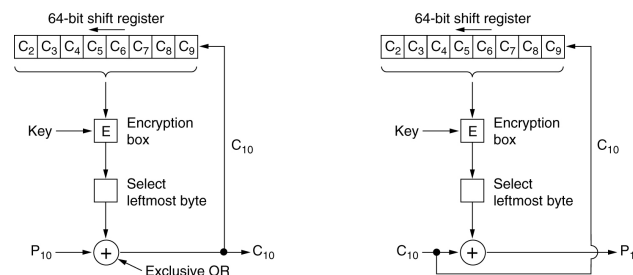 64-bit shift register
C2 C3 C4 C5 C6 C7 C8 C9
Key
E
Encryption
box
C10
Select
leftmost byte
P10
+
C10
Exclusive OR
64-bit shift register
C2 C3 C4 C5 C6 C7 C8 C9
Key
E
Encryption
box
C10
Select
leftmost byte
C10
+